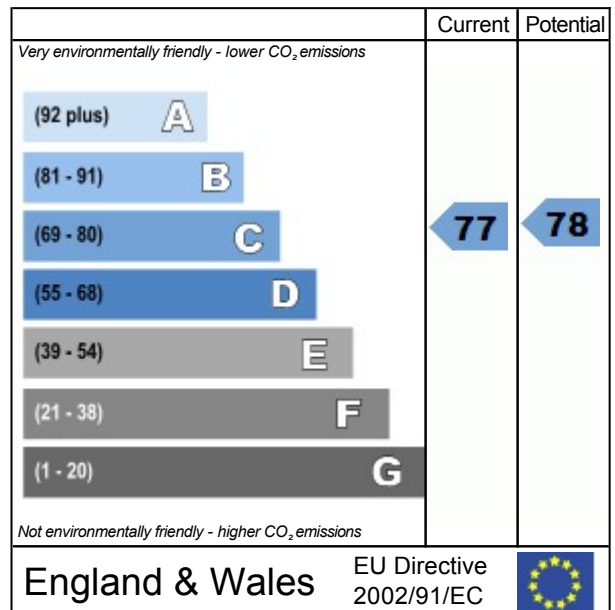 Current Potential
Very environmentally friendly - lower CO₂ emissions
(92 plus) A
(81 - 91) B
(69 - 80) C
77 78
(55 - 68) D
(39 - 54) E
(21 - 38) F
(1 - 20) G
Not environmentally friendly - higher CO₂ emissions
England & Wales
EU Directive
2002/91/EC